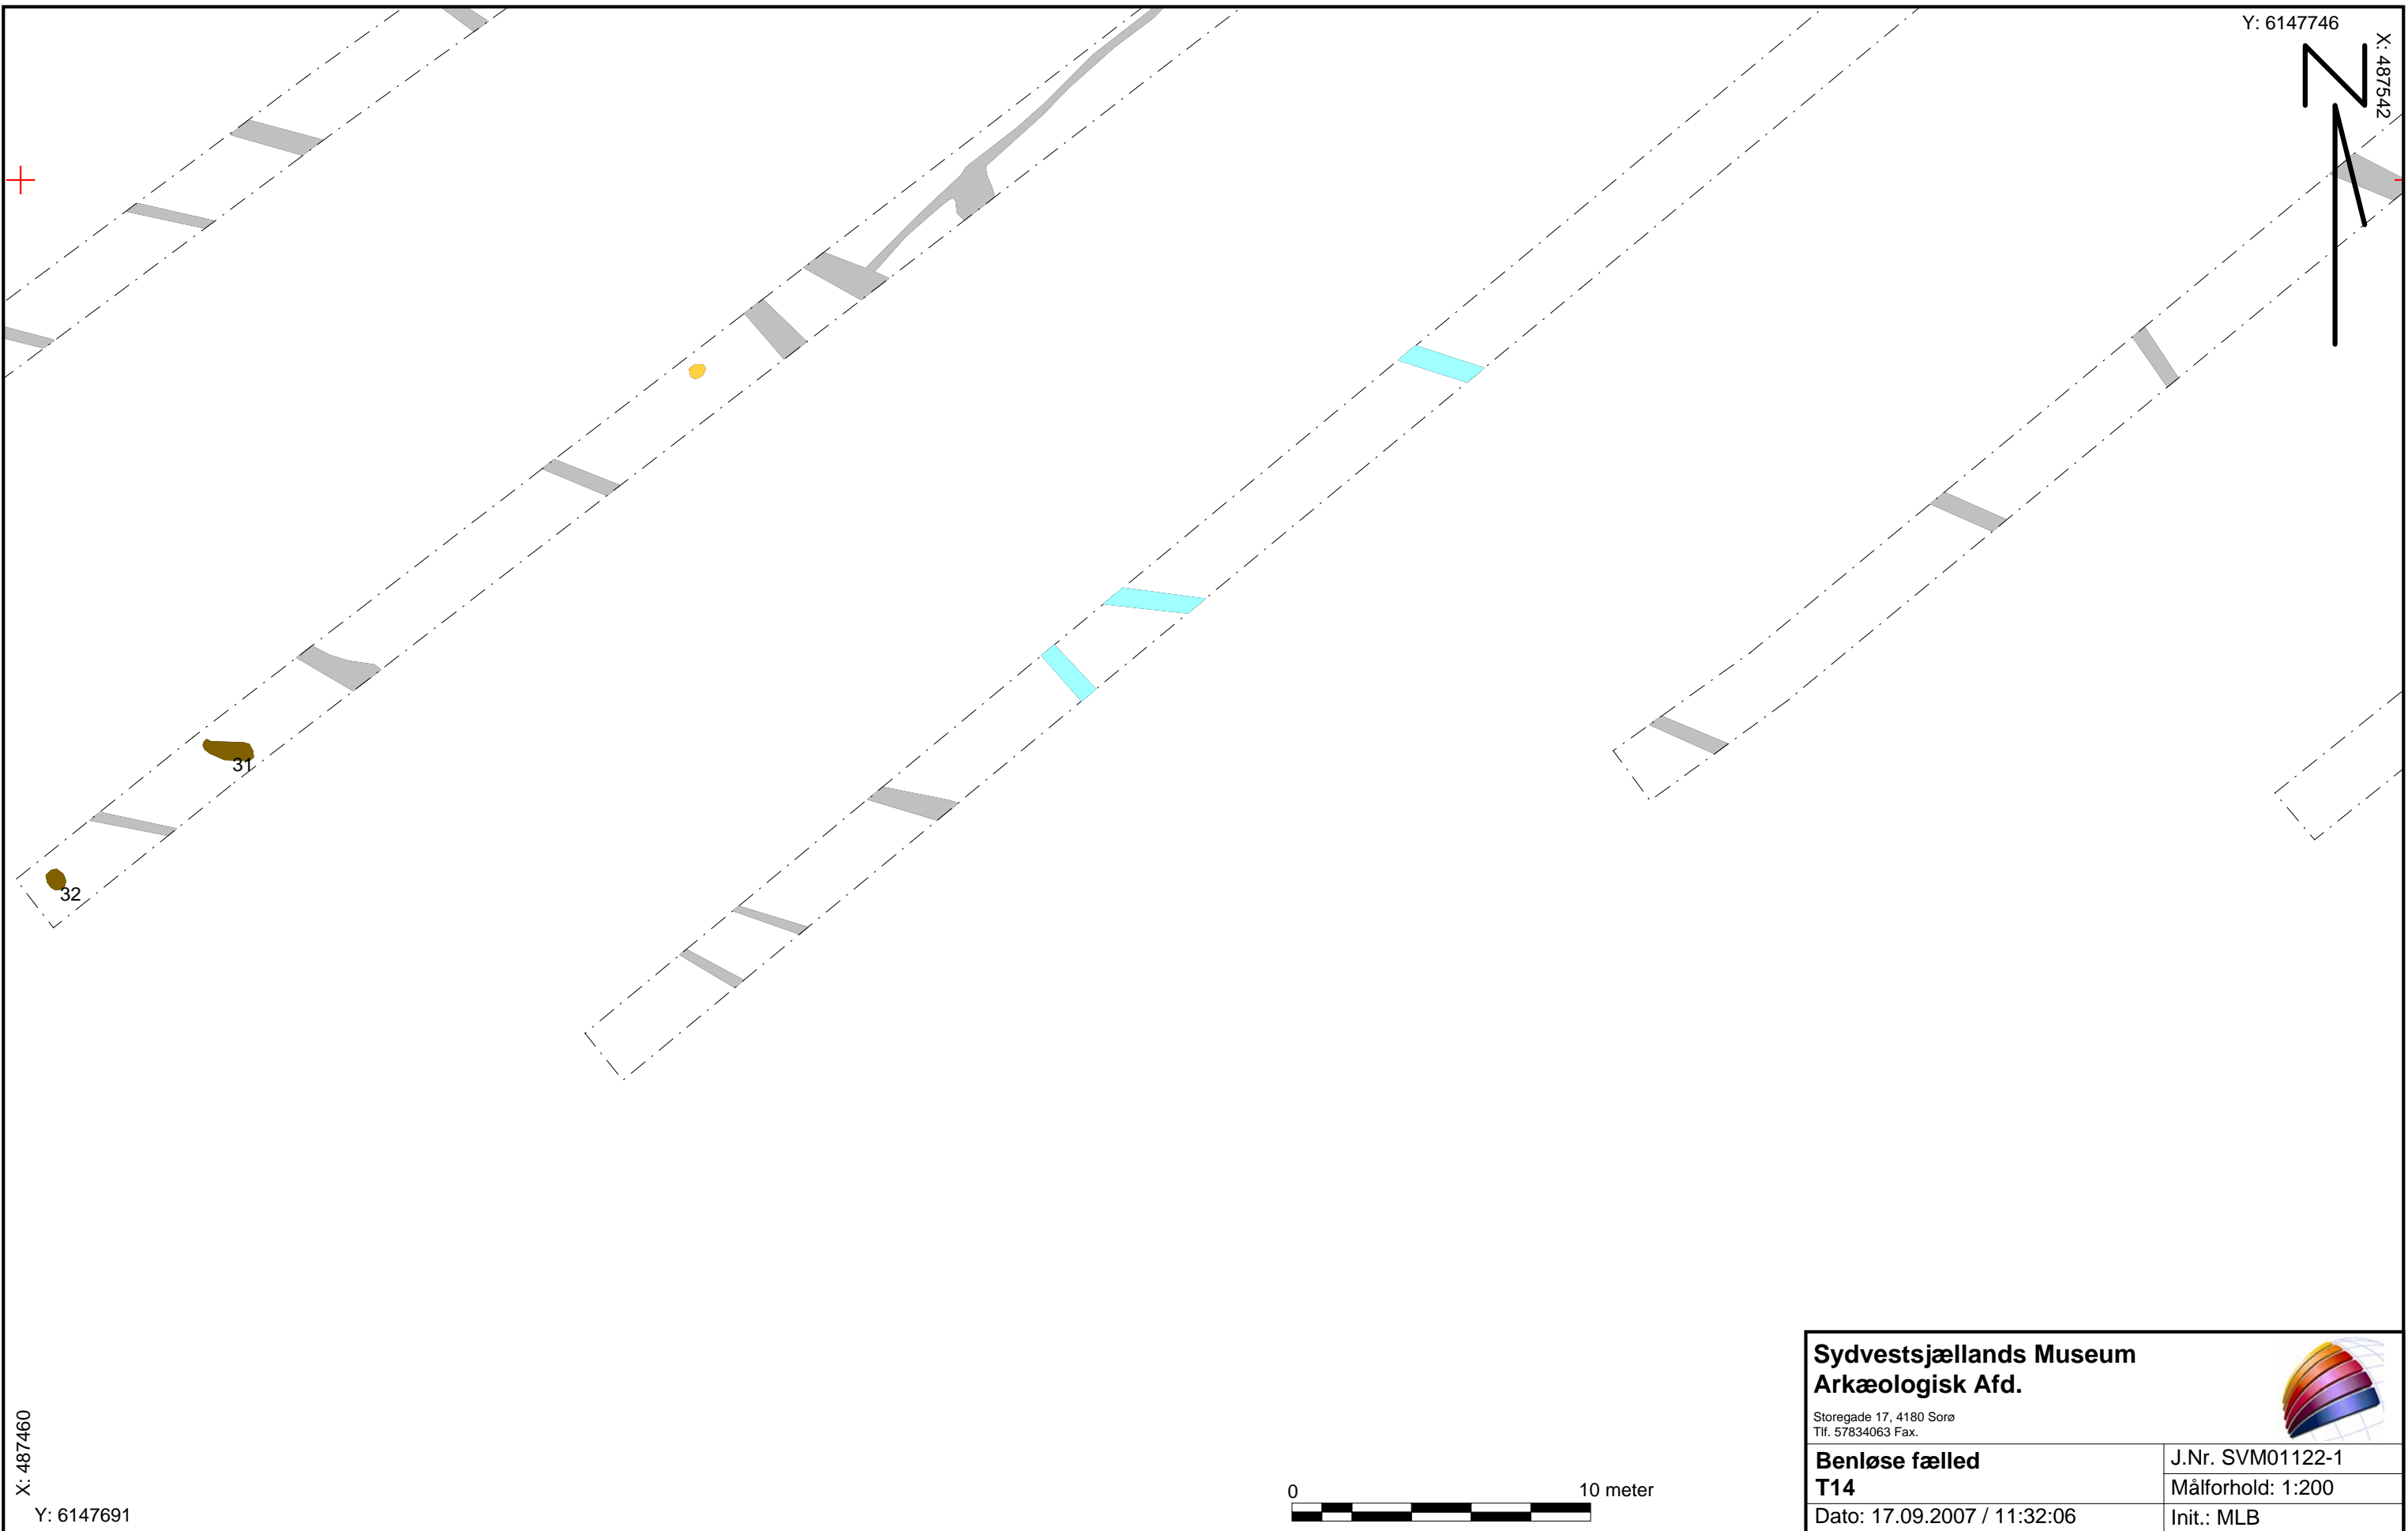 Y: 6147746
X: 487542
31
32
X: 487460
Y: 6147691
0 10 meter
Sydvestsjællands Museum
Arkæologisk Afd.
Storegade 17, 4180 Sorø
Tlf. 57834063 Fax.
Benløse fælled
T14
J.Nr. SVM01122-1
Målforhold: 1:200
Dato: 17.09.2007 / 11:32:06
Init.: MLB